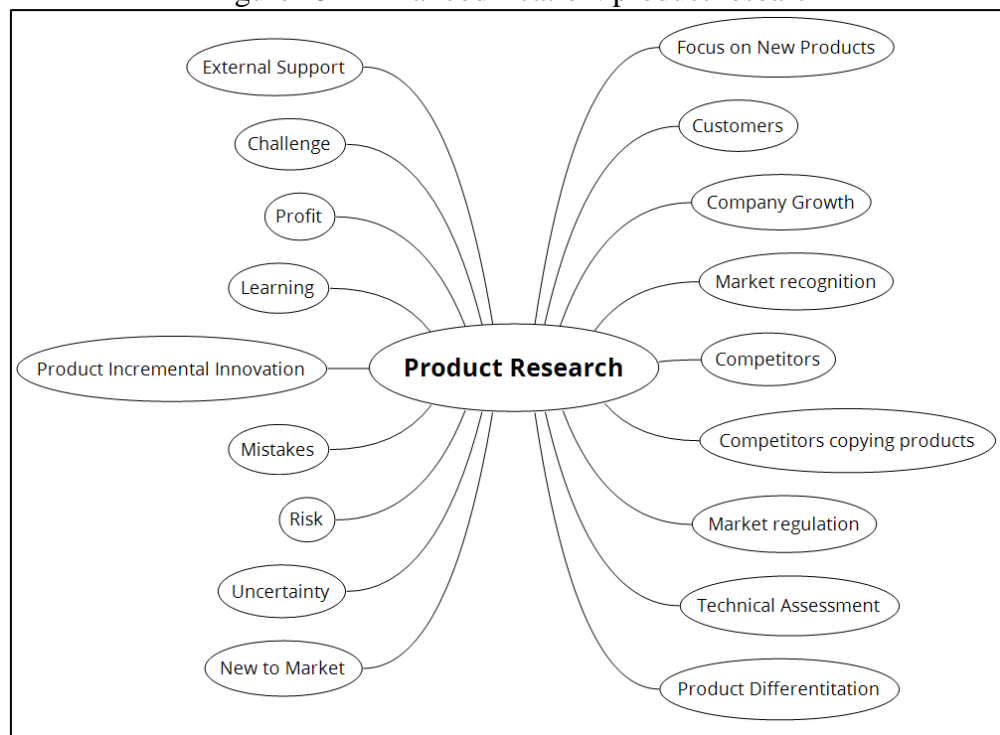 External Support
Challenge
Profit
Learning
Product Incremental Innovation
Mistakes
Risk
Uncertainty
New to Market
Product Research
Focus on New Products
Customers
Company Growth
Market recognition
Competitors
Competitors copying products
Market regulation
Technical Assessment
Product Differentitation